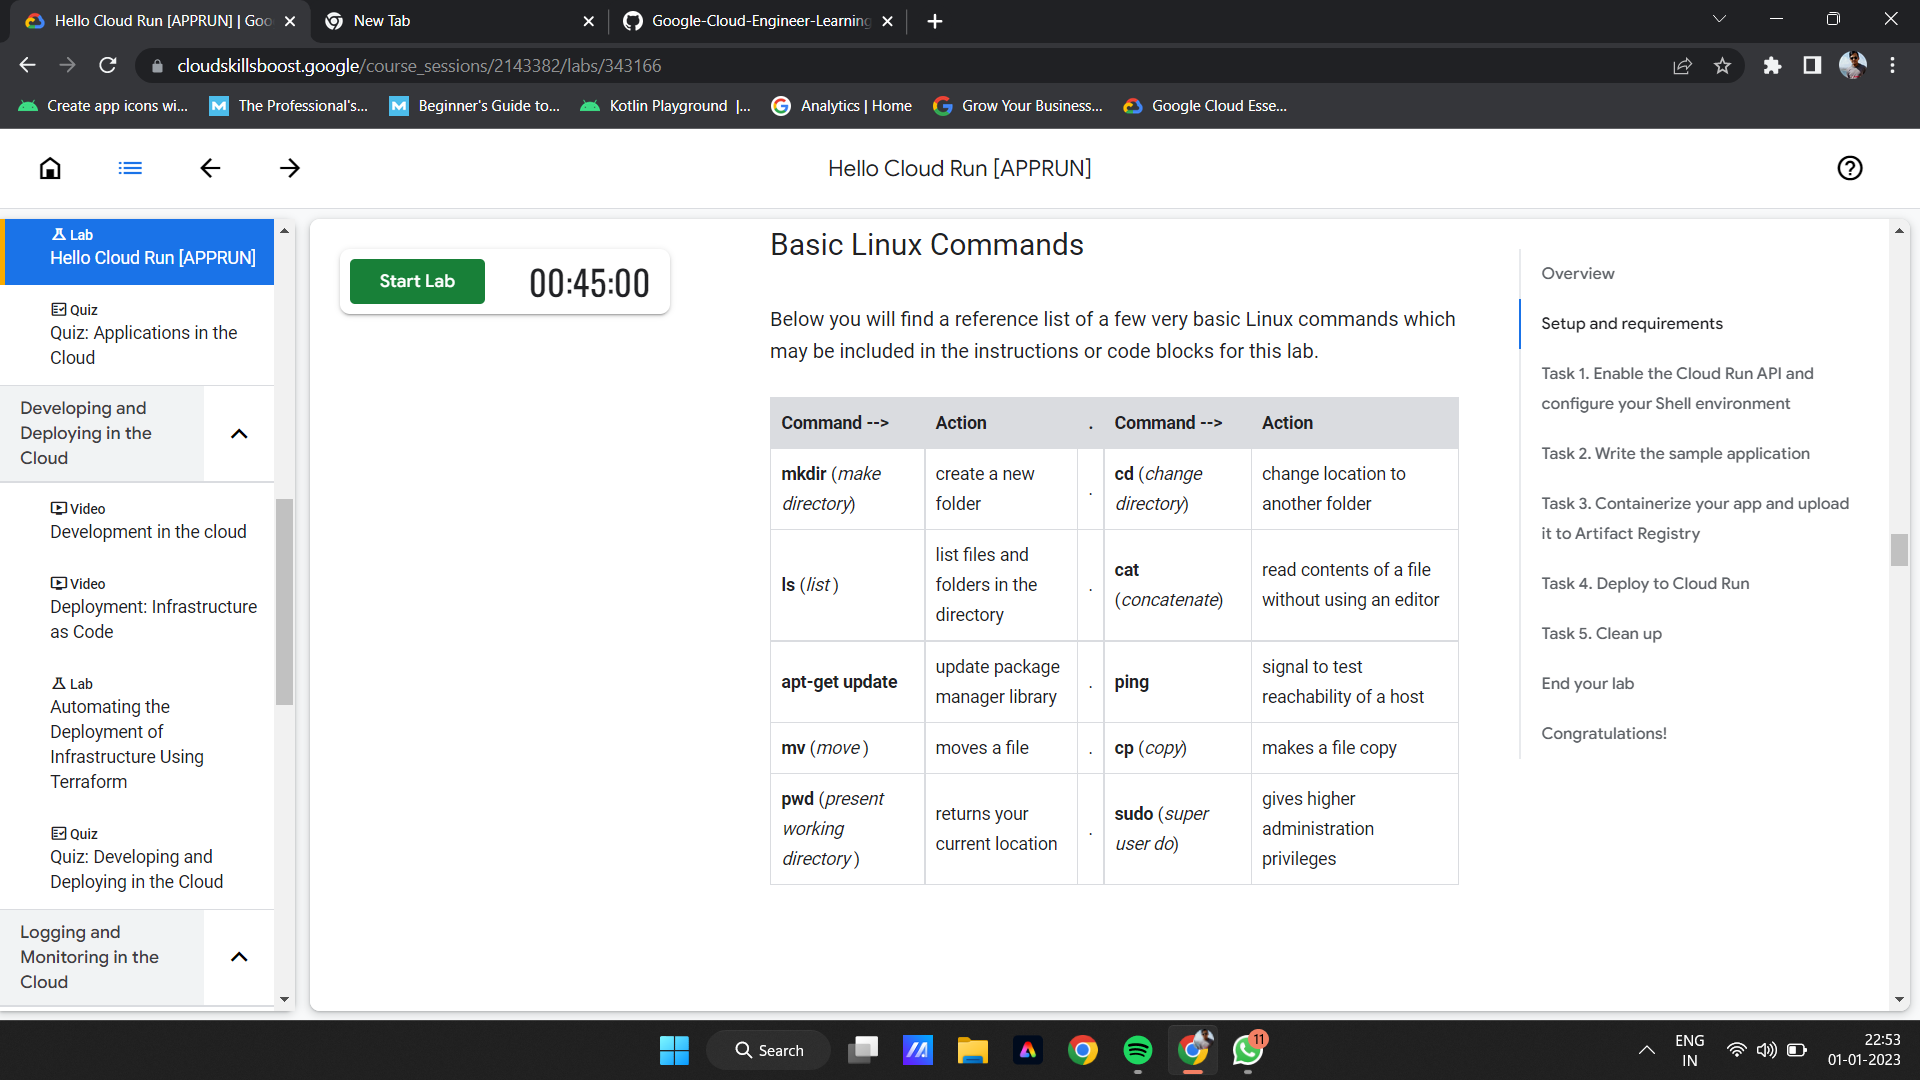 Hello Cloud Run [APPRUN] | Goo
New Tab
Google-Cloud-Engineer-Learning
cloudskillsboost.google/course_sessions/2143382/labs/343166
Create app icons wi...
The Professional's...
Beginner's Guide to...
Kotlin Playground |...
Analytics | Home
Grow Your Business...
Google Cloud Esse...
Hello Cloud Run [APPRUN]
Lab
Hello Cloud Run [APPRUN]
Quiz
Quiz: Applications in the
Cloud
Developing and
Deploying in the
Cloud
Video
Development in the cloud
Video
Deployment: Infrastructure
as Code
Lab
Automating the
Deployment of
Infrastructure Using
Terraform
Quiz
Quiz: Developing and
Deploying in the Cloud
Logging and
Monitoring in the
Cloud
Start Lab
00:45:00
Basic Linux Commands
Below you will find a reference list of a few very basic Linux commands which
may be included in the instructions or code blocks for this lab.
Command --> Action . Command --> Action
mkdir (make
directory)
create a new
folder
.
cd (change
directory)
change location to
another folder
ls (list )
list files and
folders in the
directory
.
cat
(concatenate)
read contents of a file
without using an editor
apt-get update
update package
manager library
.
ping
signal to test
reachability of a host
mv (move )
moves a file
.
cp (copy)
makes a file copy
pwd (present
working
directory )
returns your
current location
.
sudo (super
user do)
gives higher
administration
privileges
Overview
Setup and requirements
Task 1. Enable the Cloud Run API and
configure your Shell environment
Task 2. Write the sample application
Task 3. Containerize your app and upload
it to Artifact Registry
Task 4. Deploy to Cloud Run
Task 5. Clean up
End your lab
Congratulations!
Search
11
ENG
IN
22:53
01-01-2023